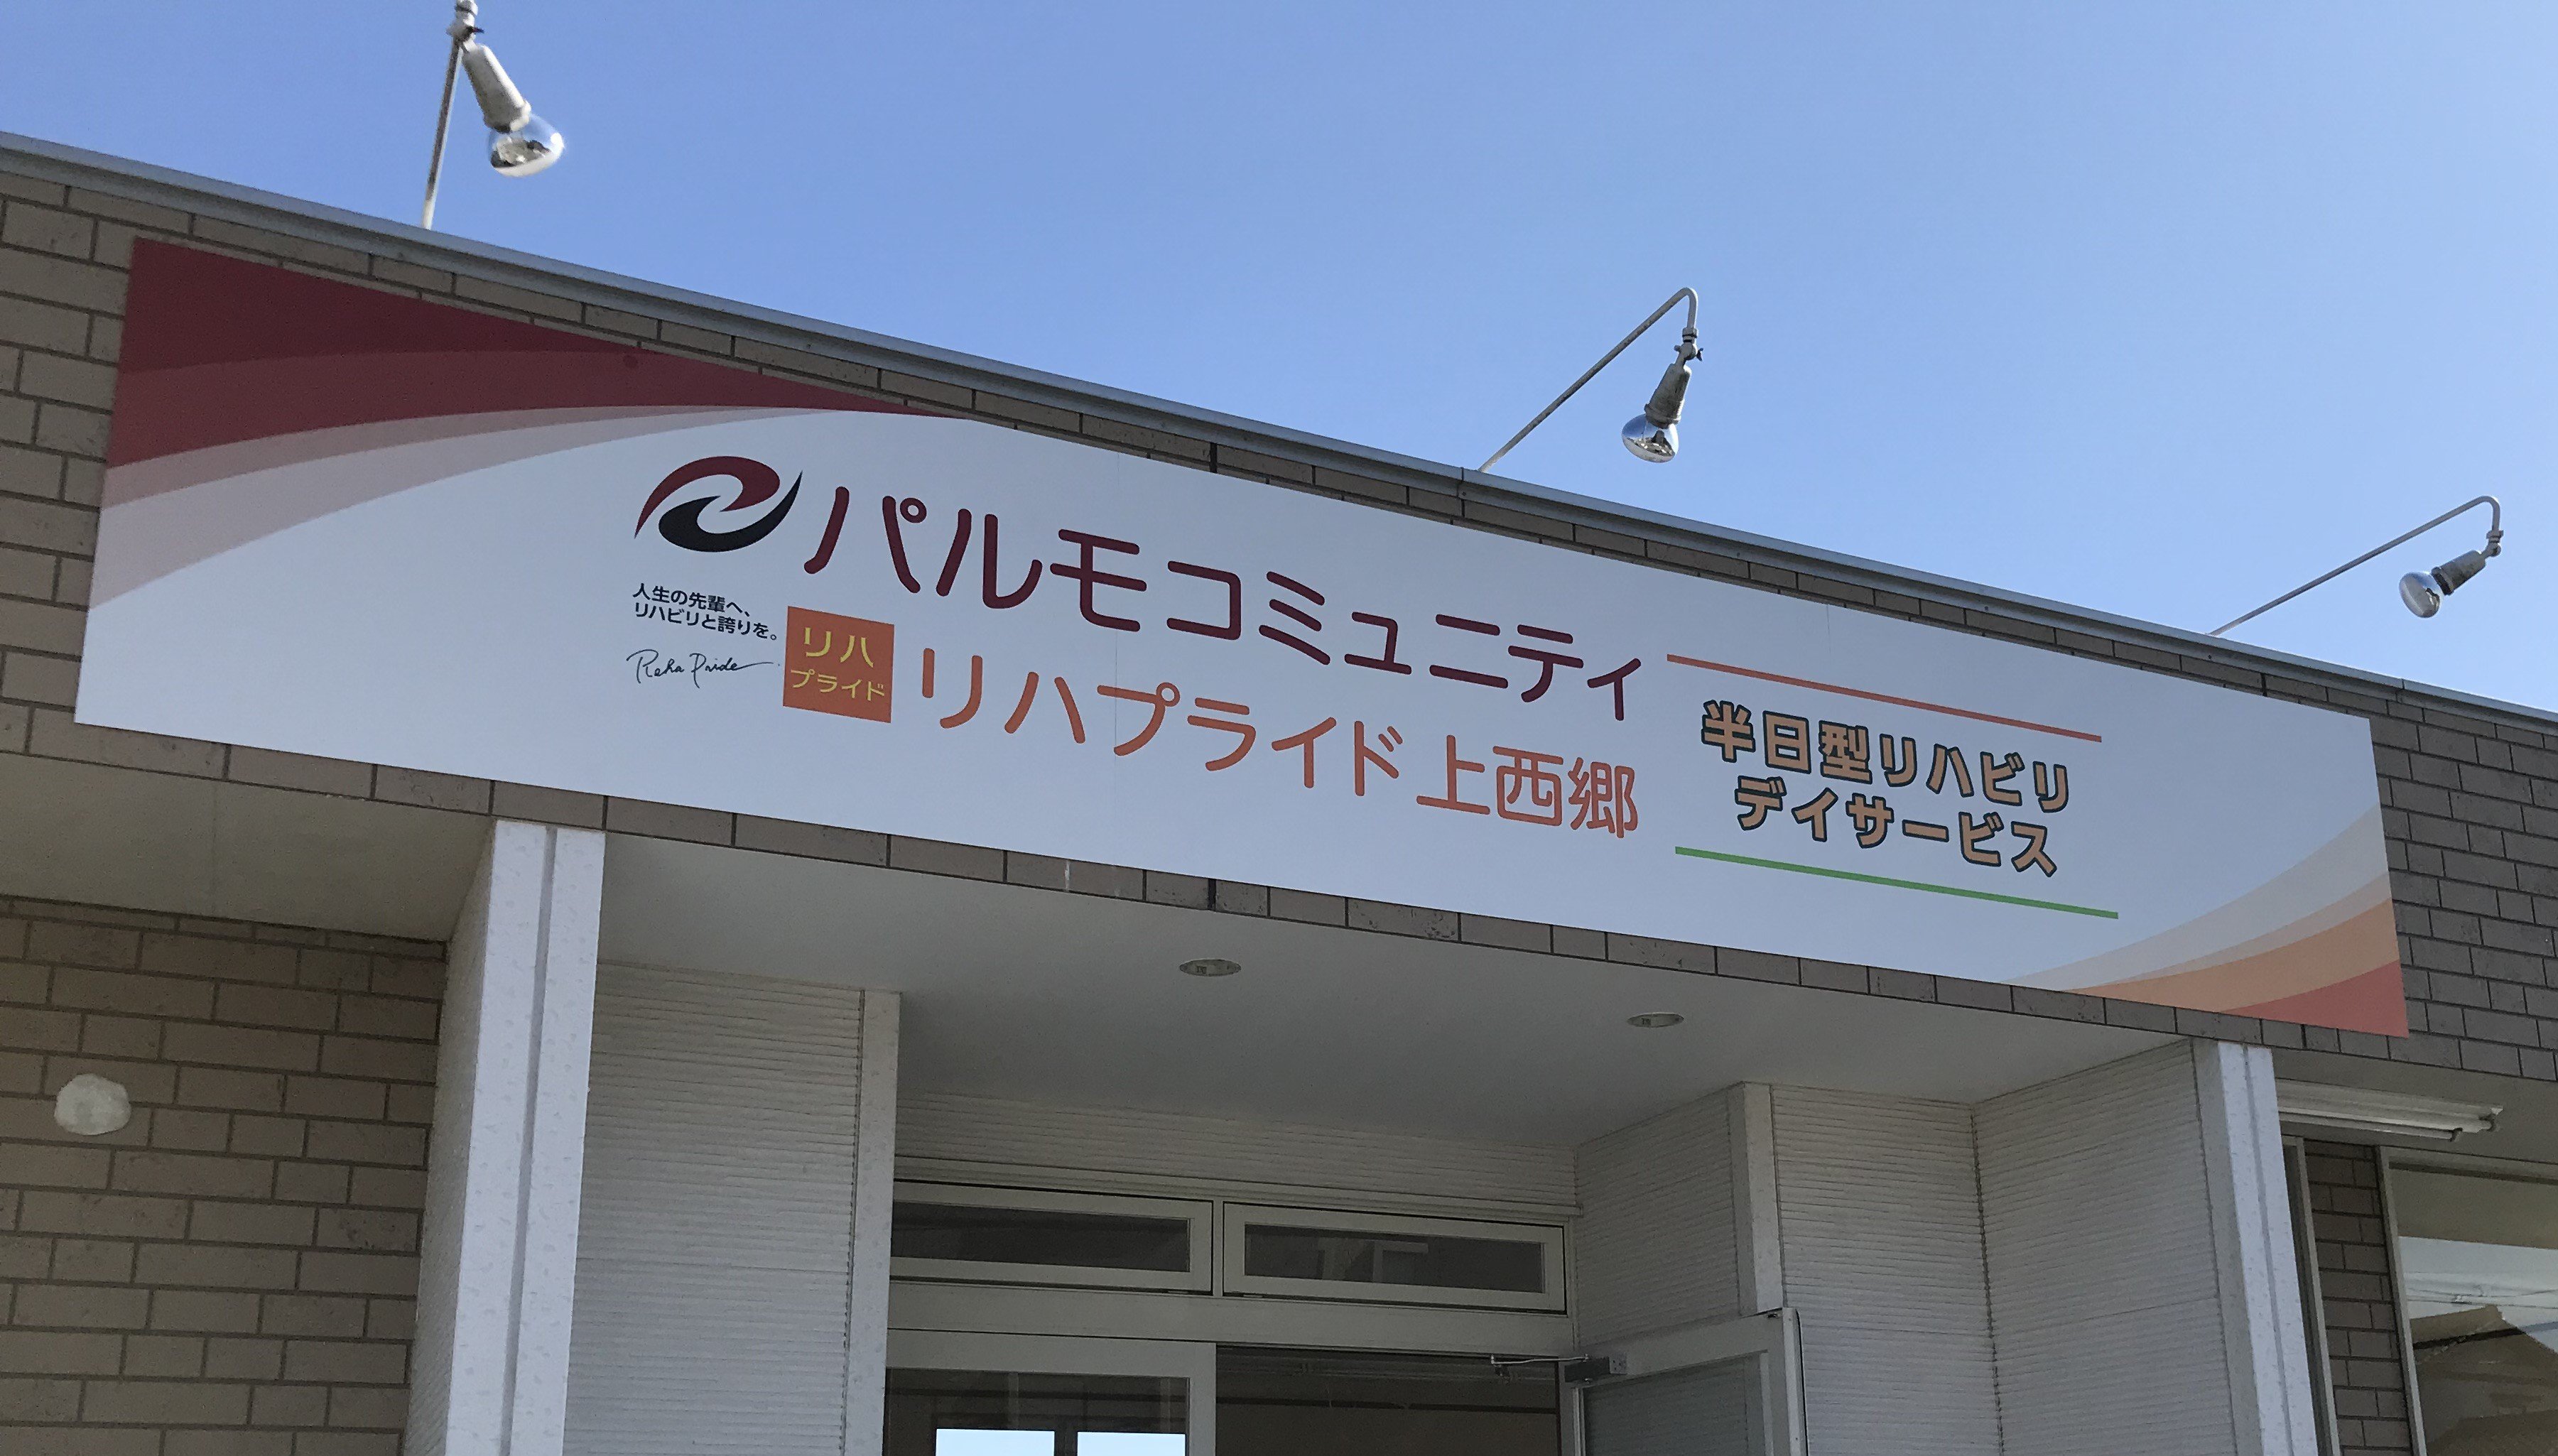 パルモコミュニティ
人生の先輩へ、
リハビリと誇りを。
Reha Pride
リハ
プライド
リハプライド 上西郷
半日型リハビリ
デイサービス